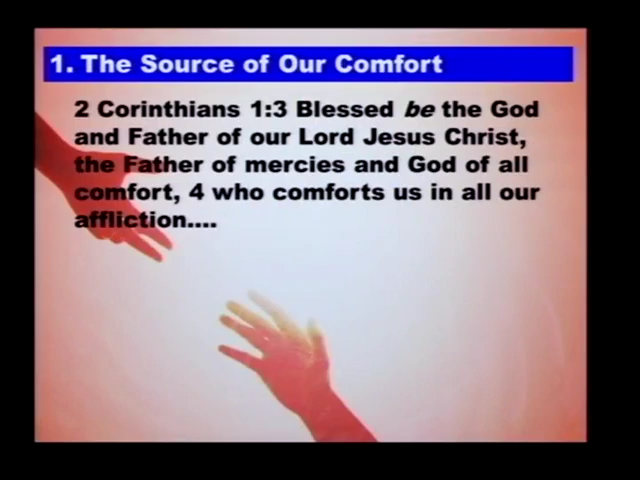 1. The Source of Our Comfort
2 Corinthians 1:3 Blessed be the God
and Father of our Lord Jesus Christ,
the Father of mercies and God of all
comfort, 4 who comforts us in all our
affliction....